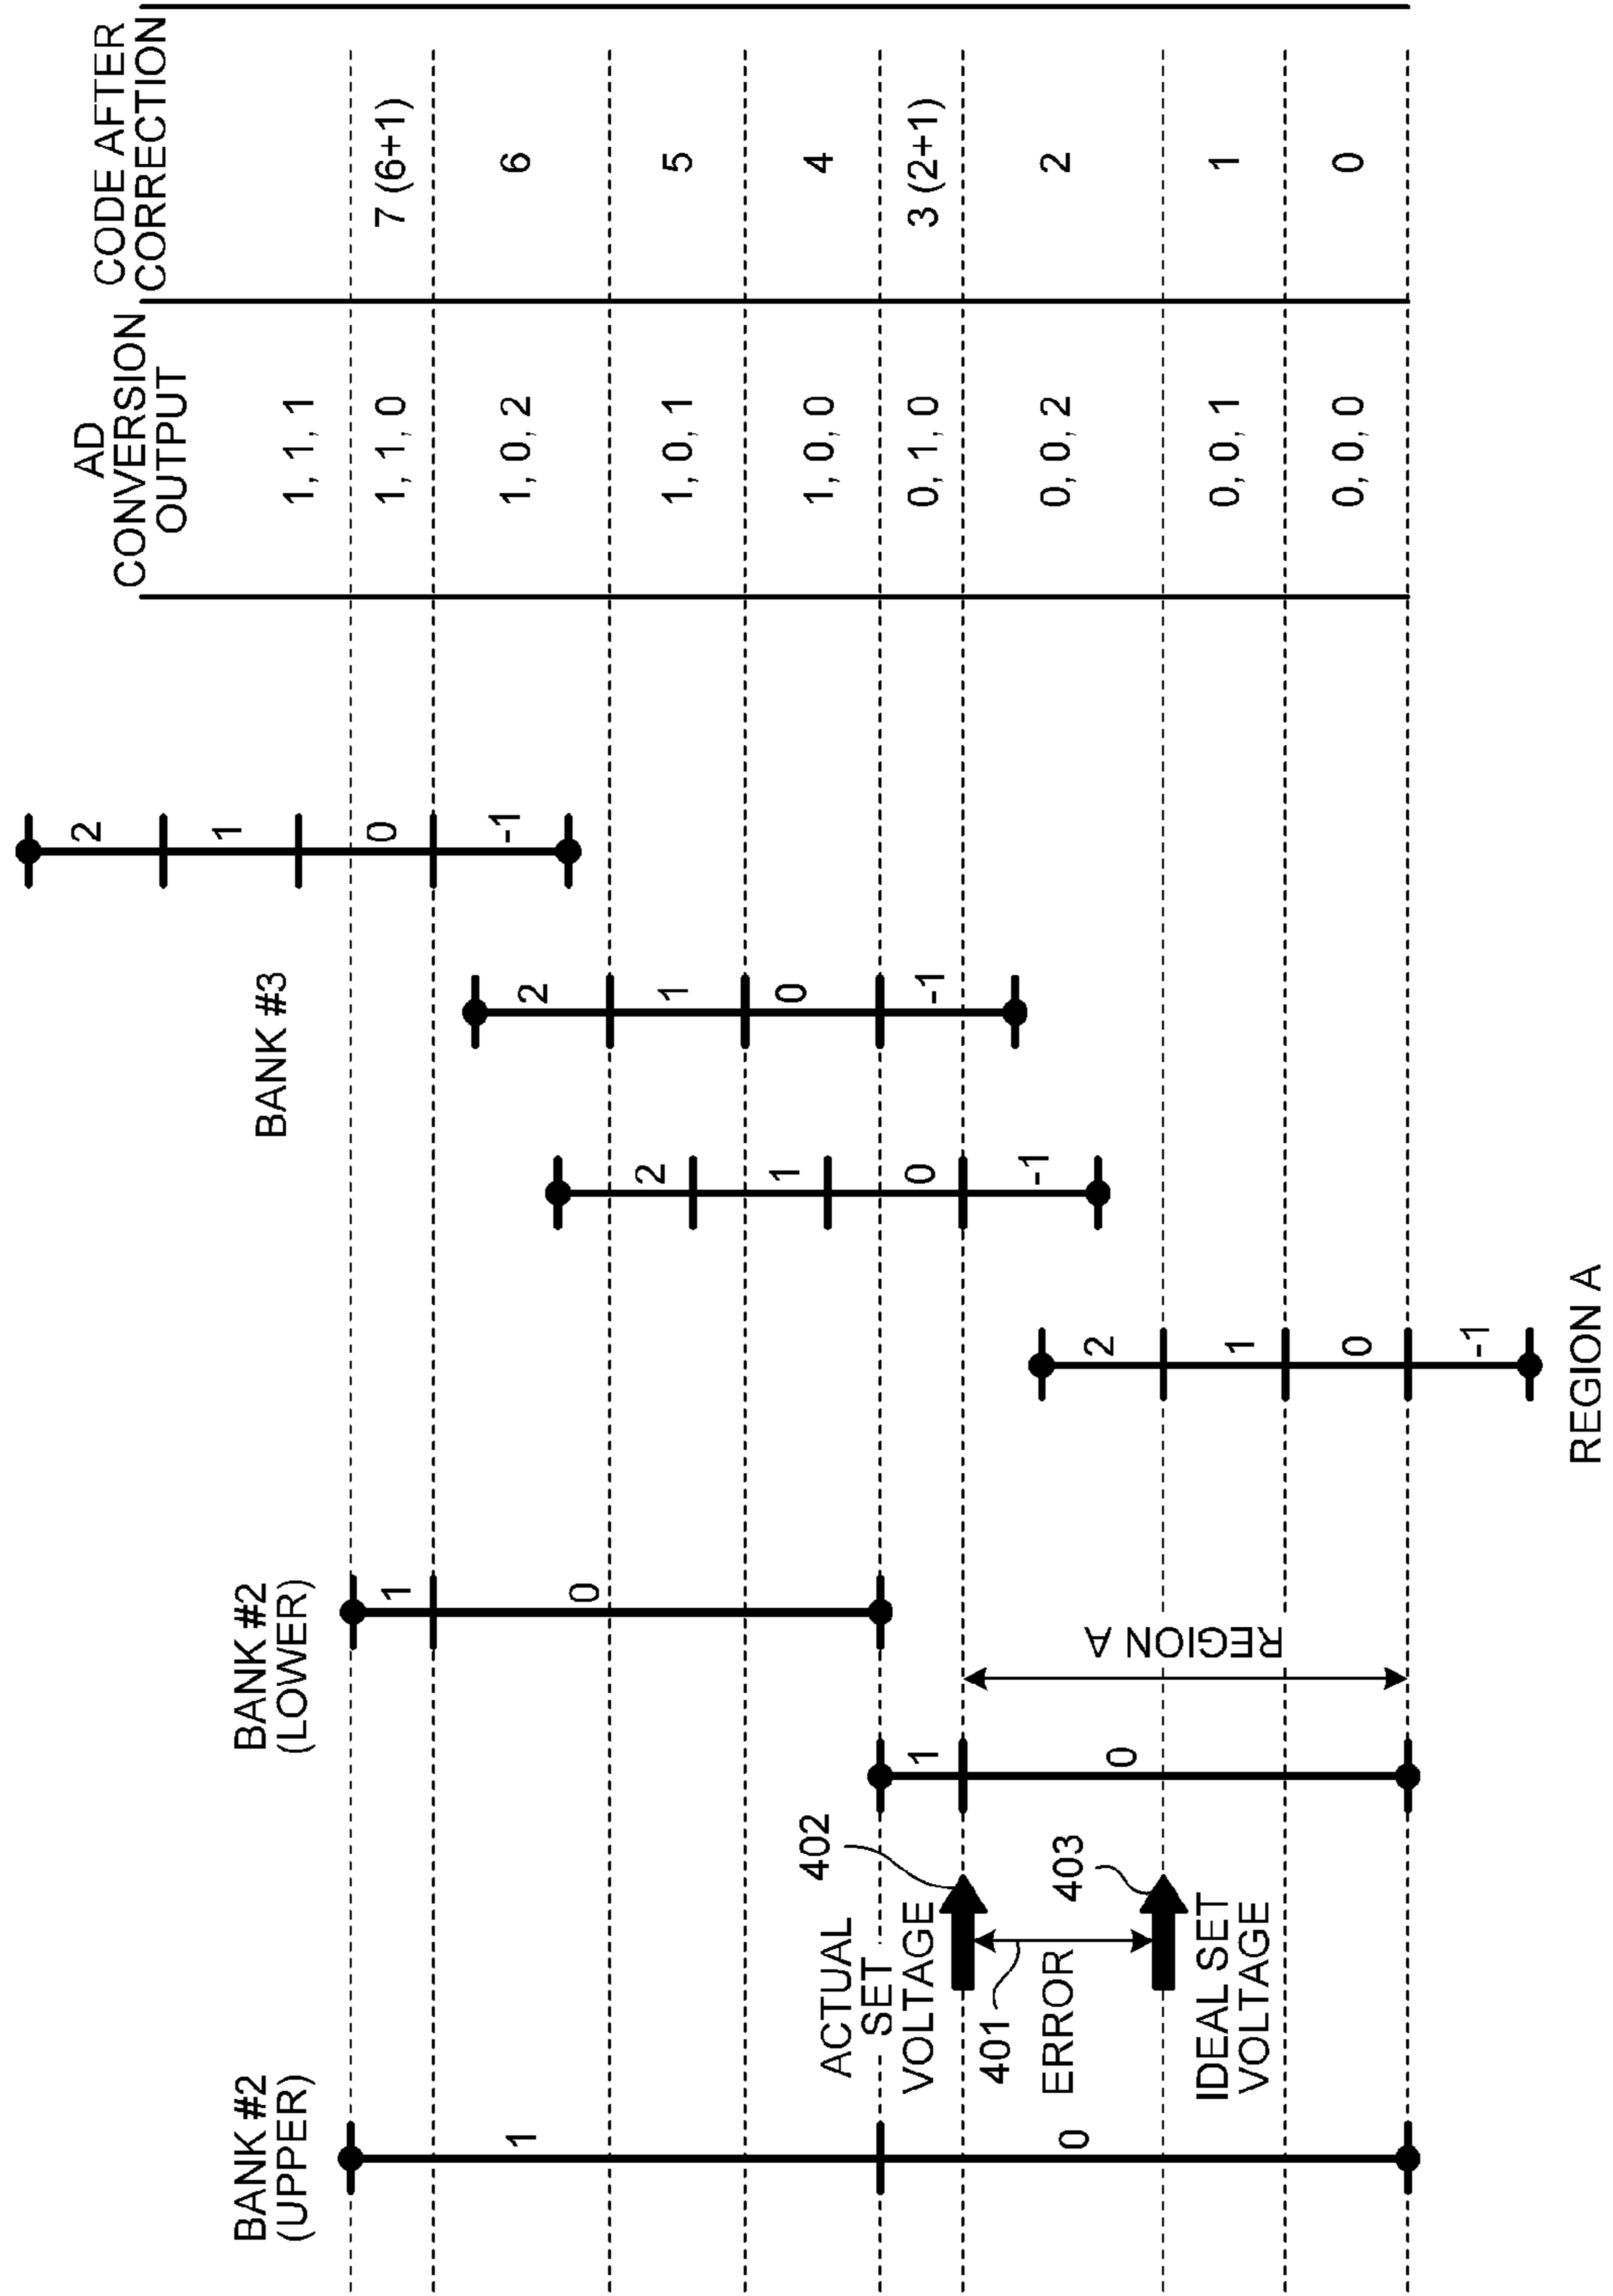 BANK #2
(UPPER)
1
0
ACTUAL
SET
VOLTAGE
402
401
ERROR
403
IDEAL SET
VOLTAGE
BANK #2
(LOWER)
1
0
1
0
REGION A
BANK #3
2
1
0
-1
2
1
0
-1
2
1
0
-1
2
1
0
-1
REGION A
AD
CONVERSION
OUTPUT
CODE AFTER
CORRECTION
1, 1, 1
1, 1, 0
7 (6+1)
1, 0, 2
6
1, 0, 1
5
1, 0, 0
4
0, 1, 0
3 (2+1)
0, 0, 2
2
0, 0, 1
1
0, 0, 0
0